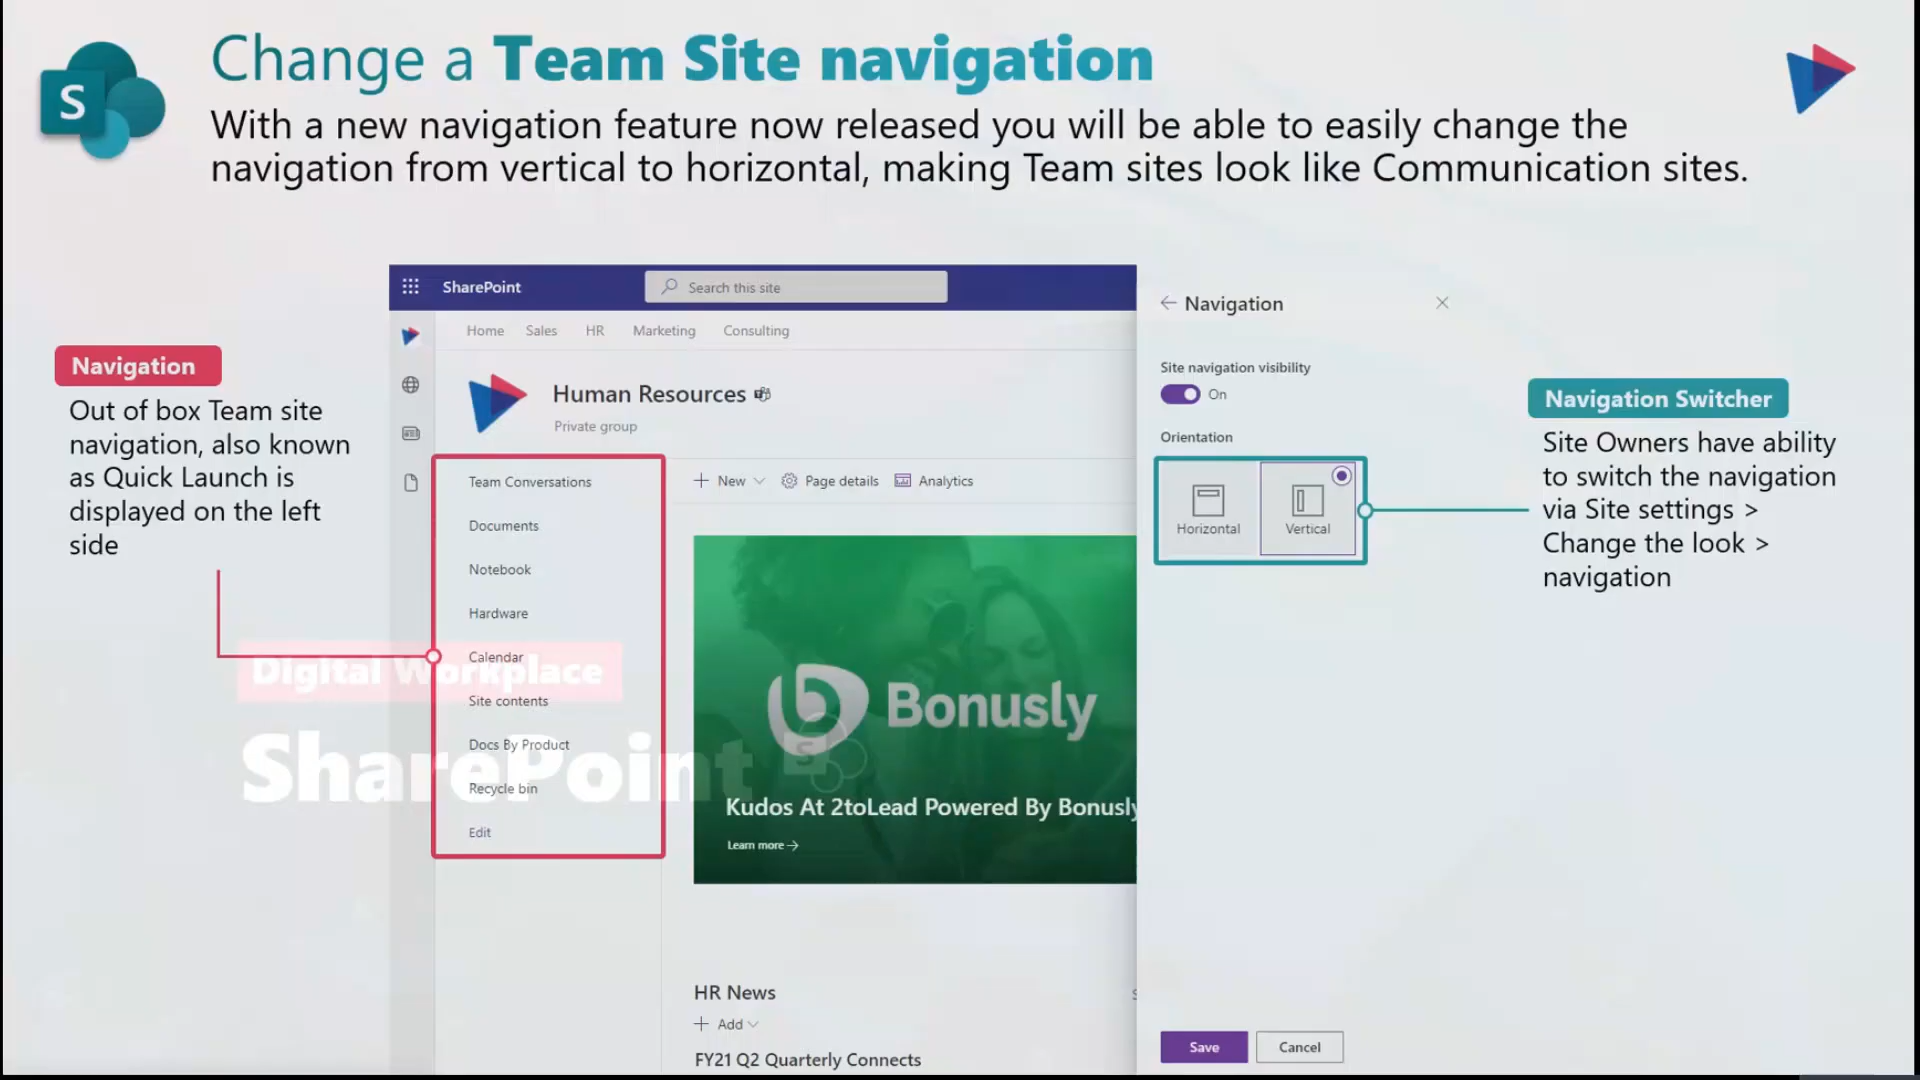 Change a Team Site navigation
With a new navigation feature now released you will be able to easily change the
navigation from vertical to horizontal, making Team sites look like Communication sites.
S
Navigation
Out of box Team site
navigation, also known
as Quick Launch is
displayed on the left
side
SharePoint
Search this site
Home Sales HR Marketing Consulting
Human Resources
Private group
Team Conversations
Documents
Notebook
Hardware
Calendar
Site contents
Docs By Product
Recycle bin
Edit
New Page details Analytics
Bonusly
Kudos At 2toLead Powered By Bonusly
Learn more
HR News
Add
FY21 Q2 Quarterly Connects
Digital Workplace
SharePoint
S
Navigation
Site navigation visibility
On
Orientation
Horizontal Vertical
Save Cancel
Navigation Switcher
Site Owners have ability
to switch the navigation
via Site settings >
Change the look >
navigation